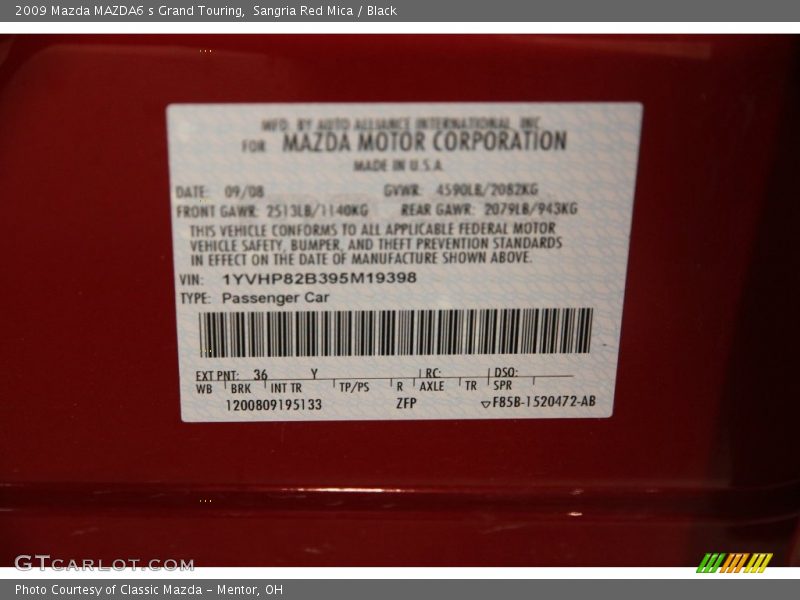 2009 Mazda MAZDA6 s Grand Touring,  Sangria Red Mica / Black
MFD. BY AUTO ALLIANCE INTERNATIONAL, INC.
FOR MAZDA MOTOR CORPORATION
MADE IN U.S.A.
DATE: 09/08 GVWR: 4590LB/2082KG
FRONT GAWR: 2513LB/1140KG REAR GAWR: 2079LB/943KG
THIS VEHICLE CONFORMS TO ALL APPLICABLE FEDERAL MOTOR
VEHICLE SAFETY, BUMPER, AND THEFT PREVENTION STANDARDS
IN EFFECT ON THE DATE OF MANUFACTURE SHOWN ABOVE.
VIN: 1YVHP82B395M19398
TYPE: Passenger Car
EXT PNT: 36 Y RC: DSO:
WB BRK INT TR TP/PS R AXLE TR SPR
1200809195133 ZFP ▽F85B-1520472-AB
GTCARLOT.COM
Photo Courtesy of Classic Mazda - Mentor, OH